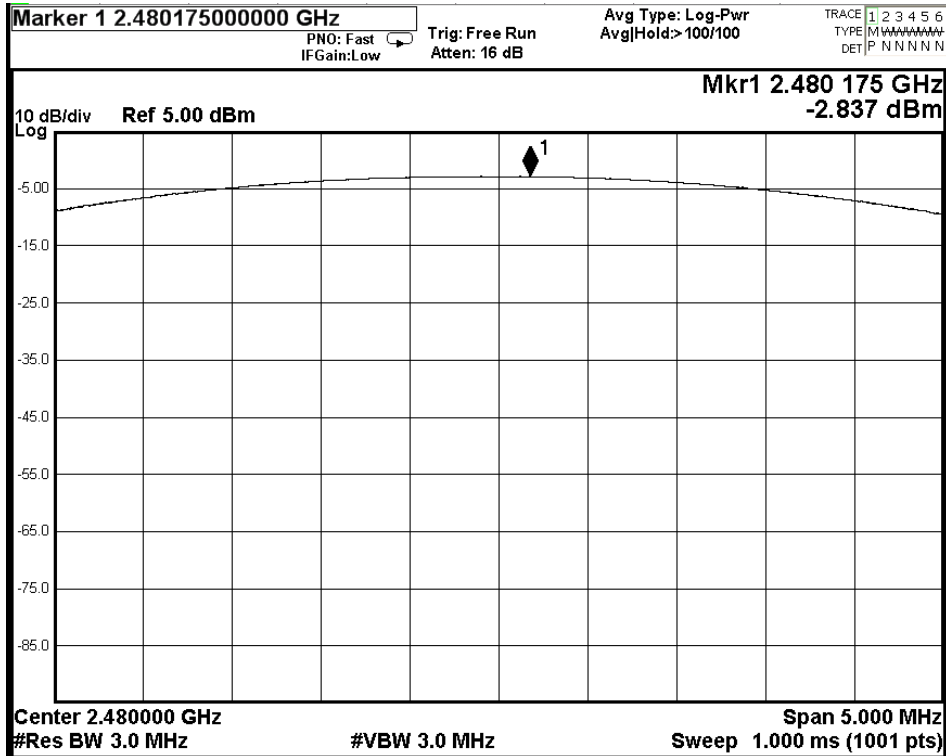 Marker 1 2.480175000000 GHz
PNO: Fast
IFGain:Low
Trig: Free Run
Atten: 16 dB
Avg Type: Log-Pwr
Avg|Hold:>100/100
TRACE 1 2 3 4 5 6
TYPE M
DET P N N N N N
Mkr1 2.480 175 GHz
-2.837 dBm
10 dB/div Ref 5.00 dBm
Log
1
-5.00
-15.0
-25.0
-35.0
-45.0
-55.0
-65.0
-75.0
-85.0
Center 2.480000 GHz Span 5.000 MHz
#Res BW 3.0 MHz #VBW 3.0 MHz Sweep 1.000 ms (1001 pts)